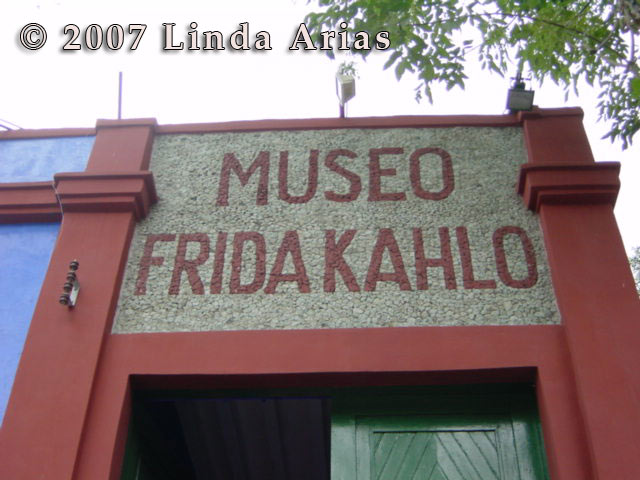 © 2007 Linda Arias
MUSEO
FRIDA KAHLO